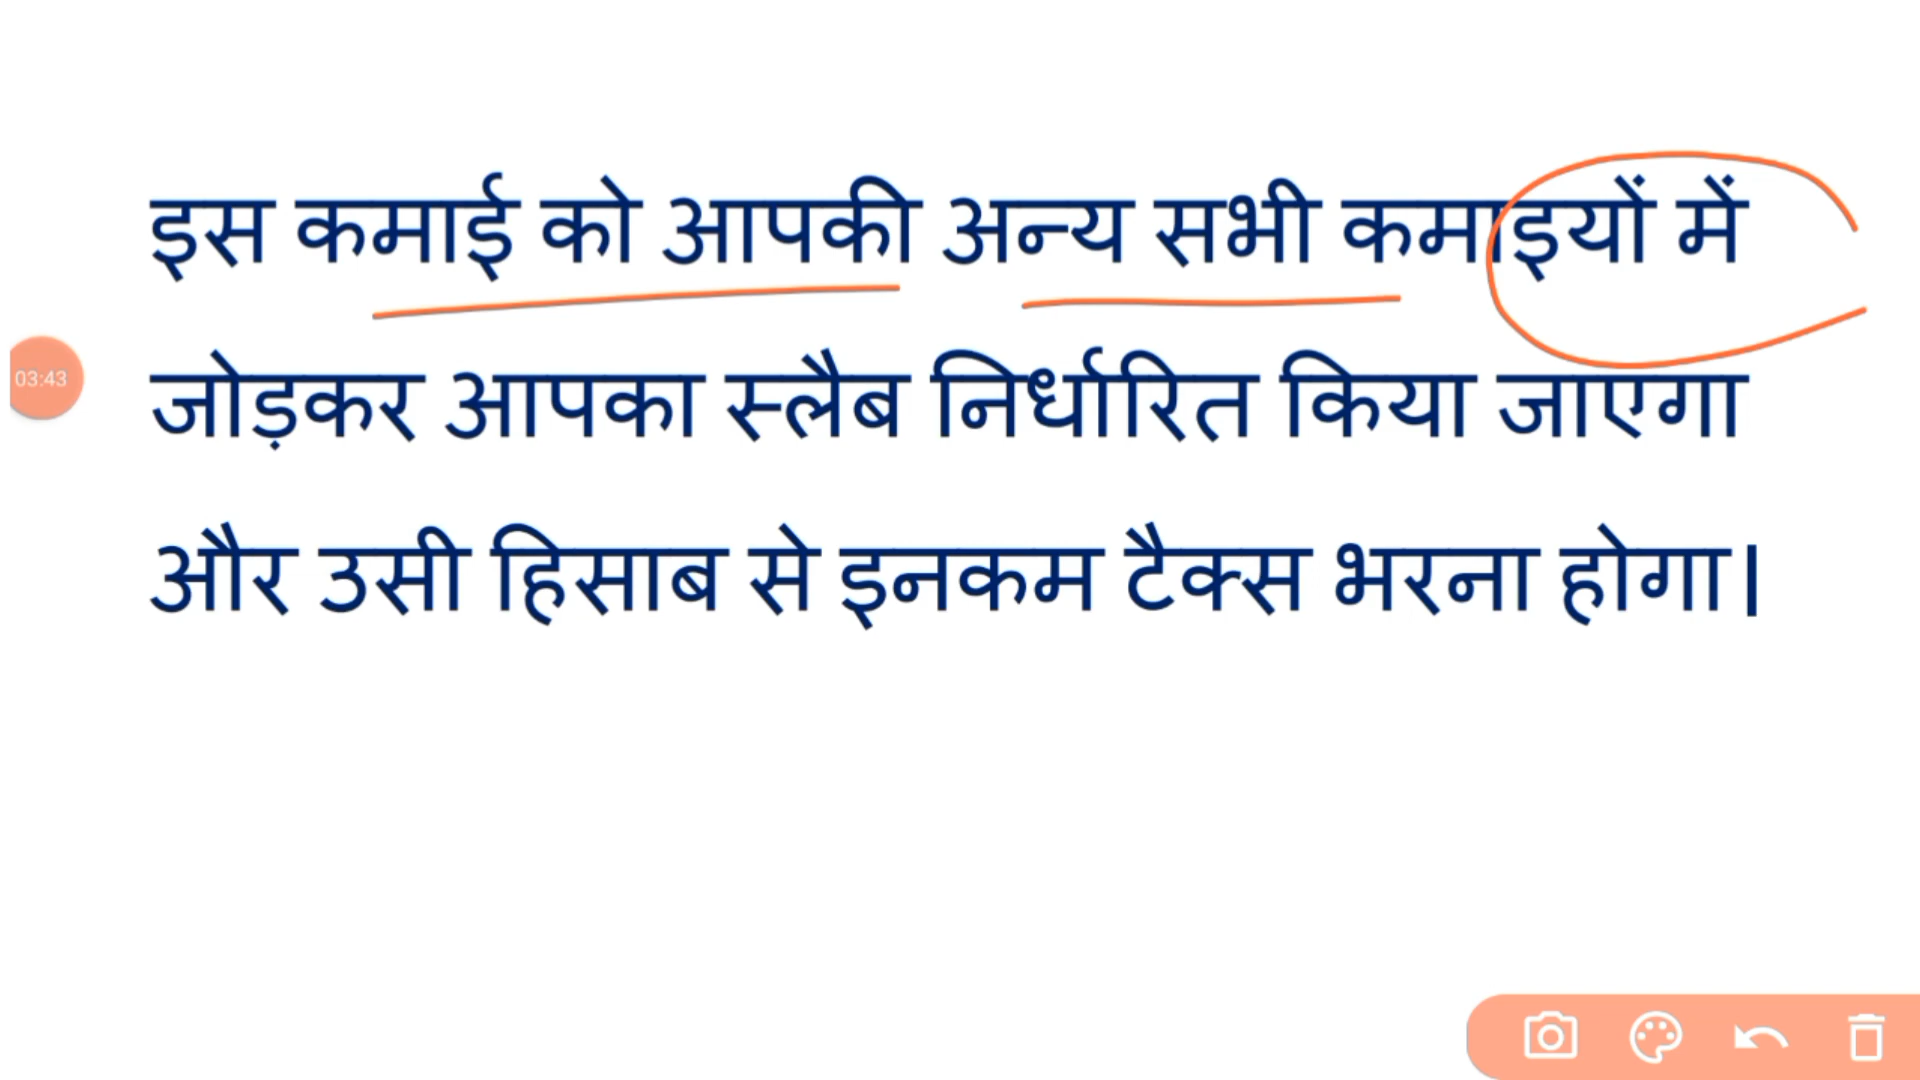 इस कमाई को आपकी अन्य सभी कमाइयों में
03:43
जोड़कर आपका स्लैब निर्धारित किया जाएगा
और उसी हिसाब से इनकम टैक्स भरना होगा।